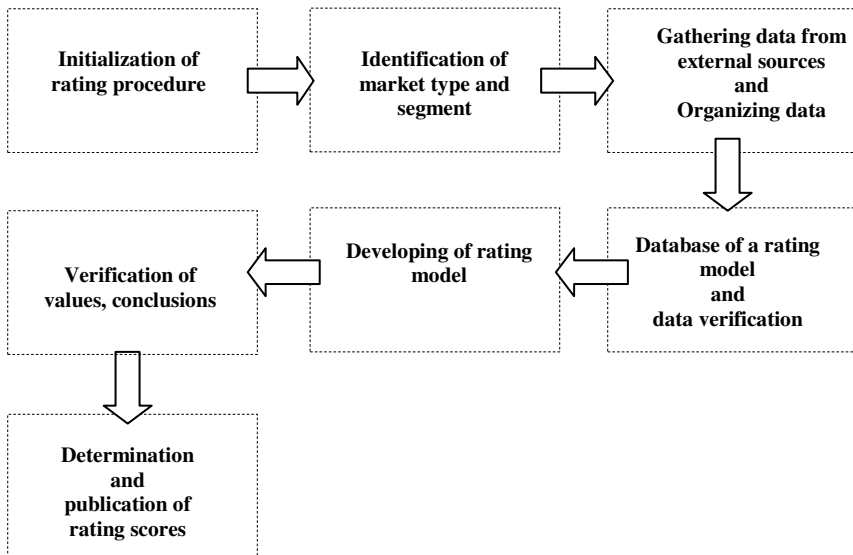 Initialization of
rating procedure
Identification of
market type and
segment
Gathering data from
external sources
and
Organizing data
Verification of
values, conclusions
Developing of rating
model
Database of a rating
model
and
data verification
Determination
and
publication of
rating scores